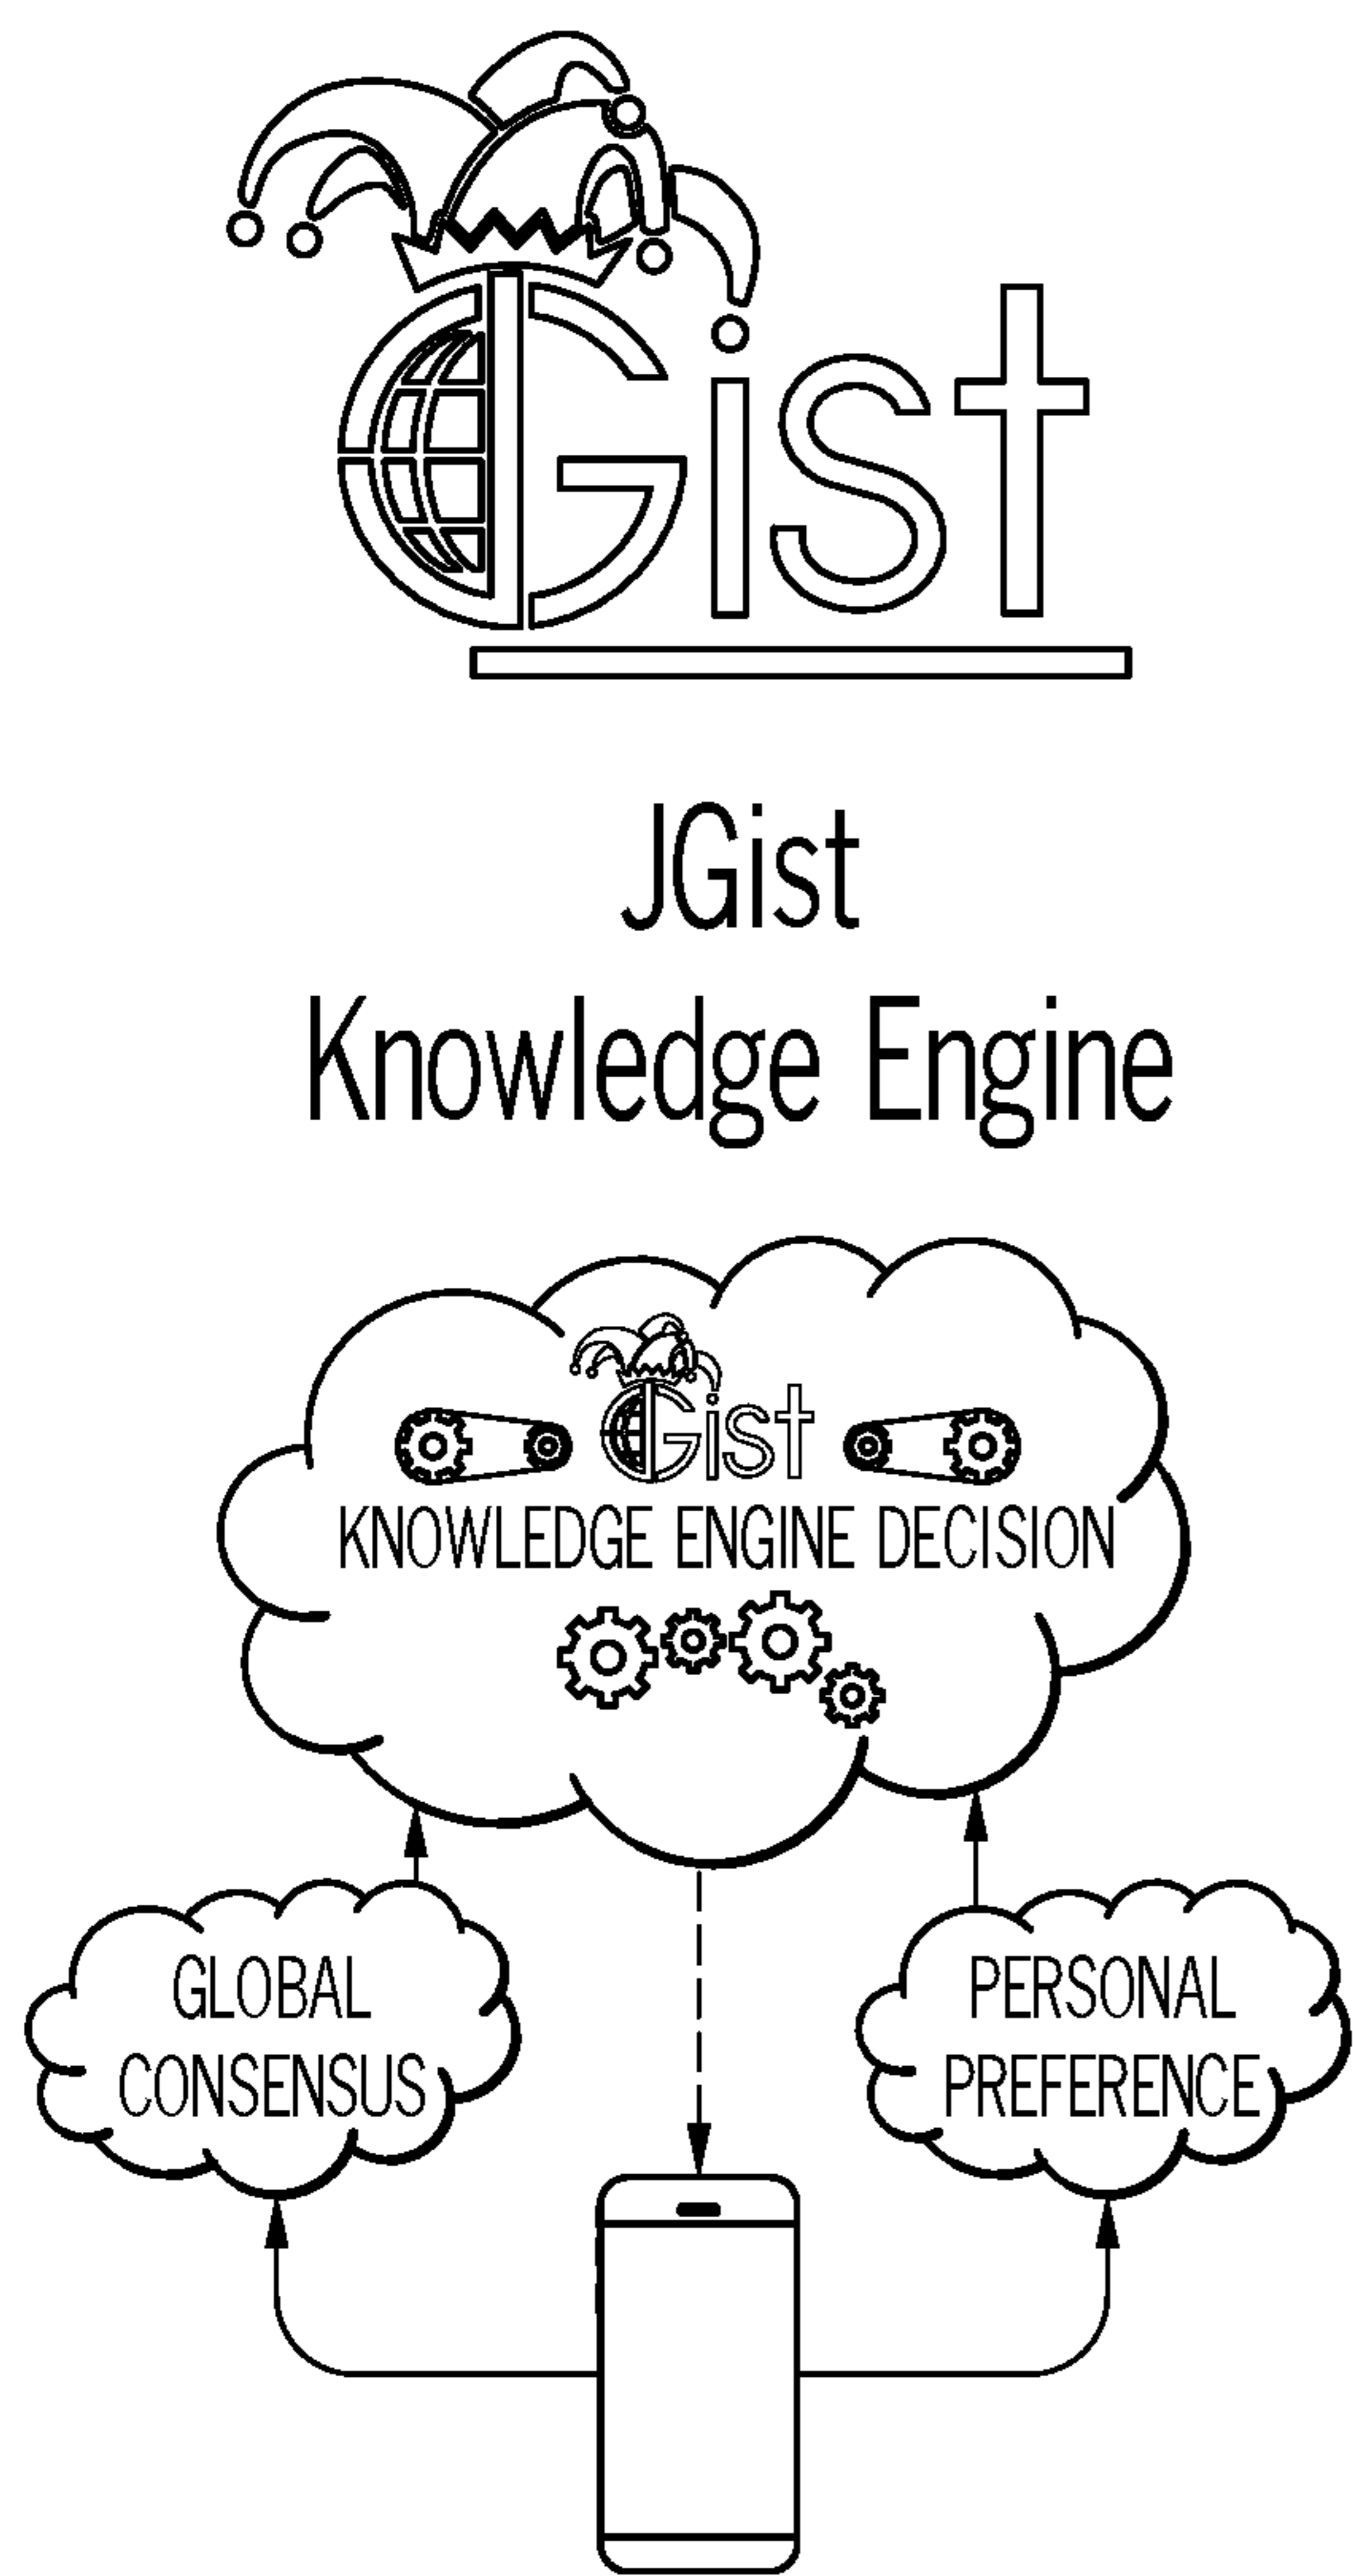 JGist
JGist
Knowledge Engine
JGist
KNOWLEDGE ENGINE DECISION
GLOBAL
CONSENSUS
PERSONAL
PREFERENCE